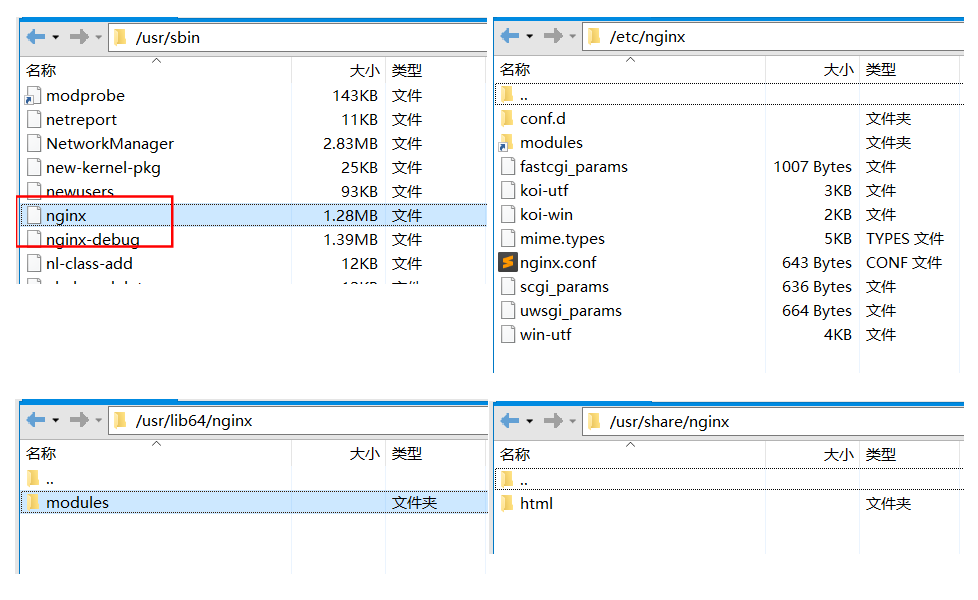 /usr/sbin
名称 大小 类型
modprobe 143KB 文件
netreport 11KB 文件
NetworkManager 2.83MB 文件
new-kernel-pkg 25KB 文件
newusers 93KB 文件
nginx 1.28MB 文件
nginx-debug 1.39MB 文件
nl-class-add 12KB 文件
/etc/nginx
名称 大小 类型
..
conf.d 文件夹
modules 文件夹
fastcgi_params 1007 Bytes 文件
koi-utf 3KB 文件
koi-win 2KB 文件
mime.types 5KB TYPES 文件
nginx.conf 643 Bytes CONF 文件
scgi_params 636 Bytes 文件
uwsgi_params 664 Bytes 文件
win-utf 4KB 文件
/usr/lib64/nginx
名称 大小 类型
..
modules 文件夹
/usr/share/nginx
名称 大小 类型
..
html 文件夹